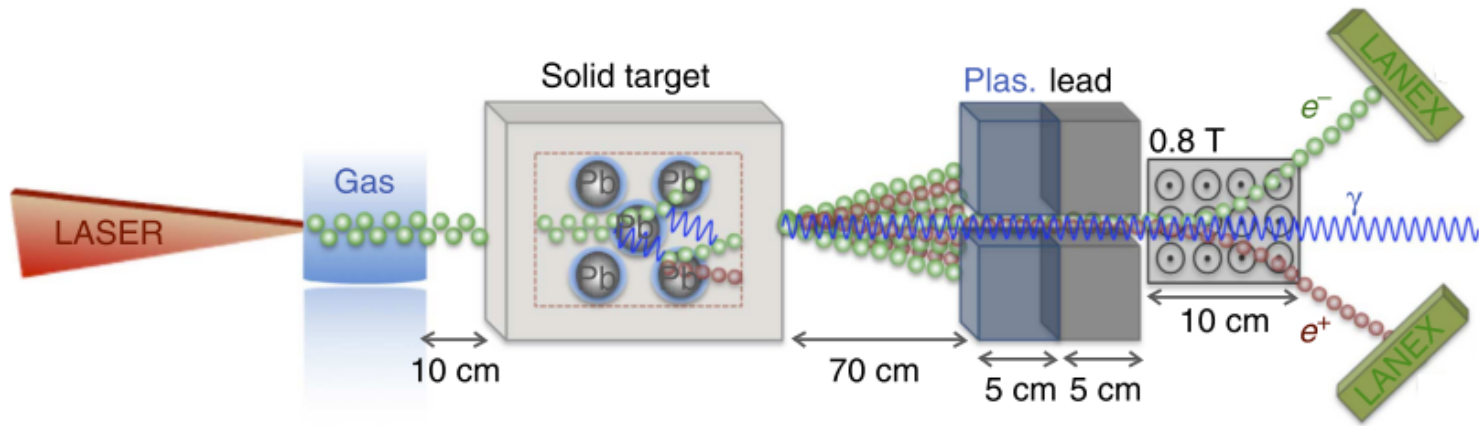 Solid target
Plas. lead
LANEX
e⁻
0.8 T
Gas
LASER
Pb
Pb
Pb
Pb
Pb
γ
10 cm
e⁺
10 cm
70 cm
5 cm
5 cm
LANEX